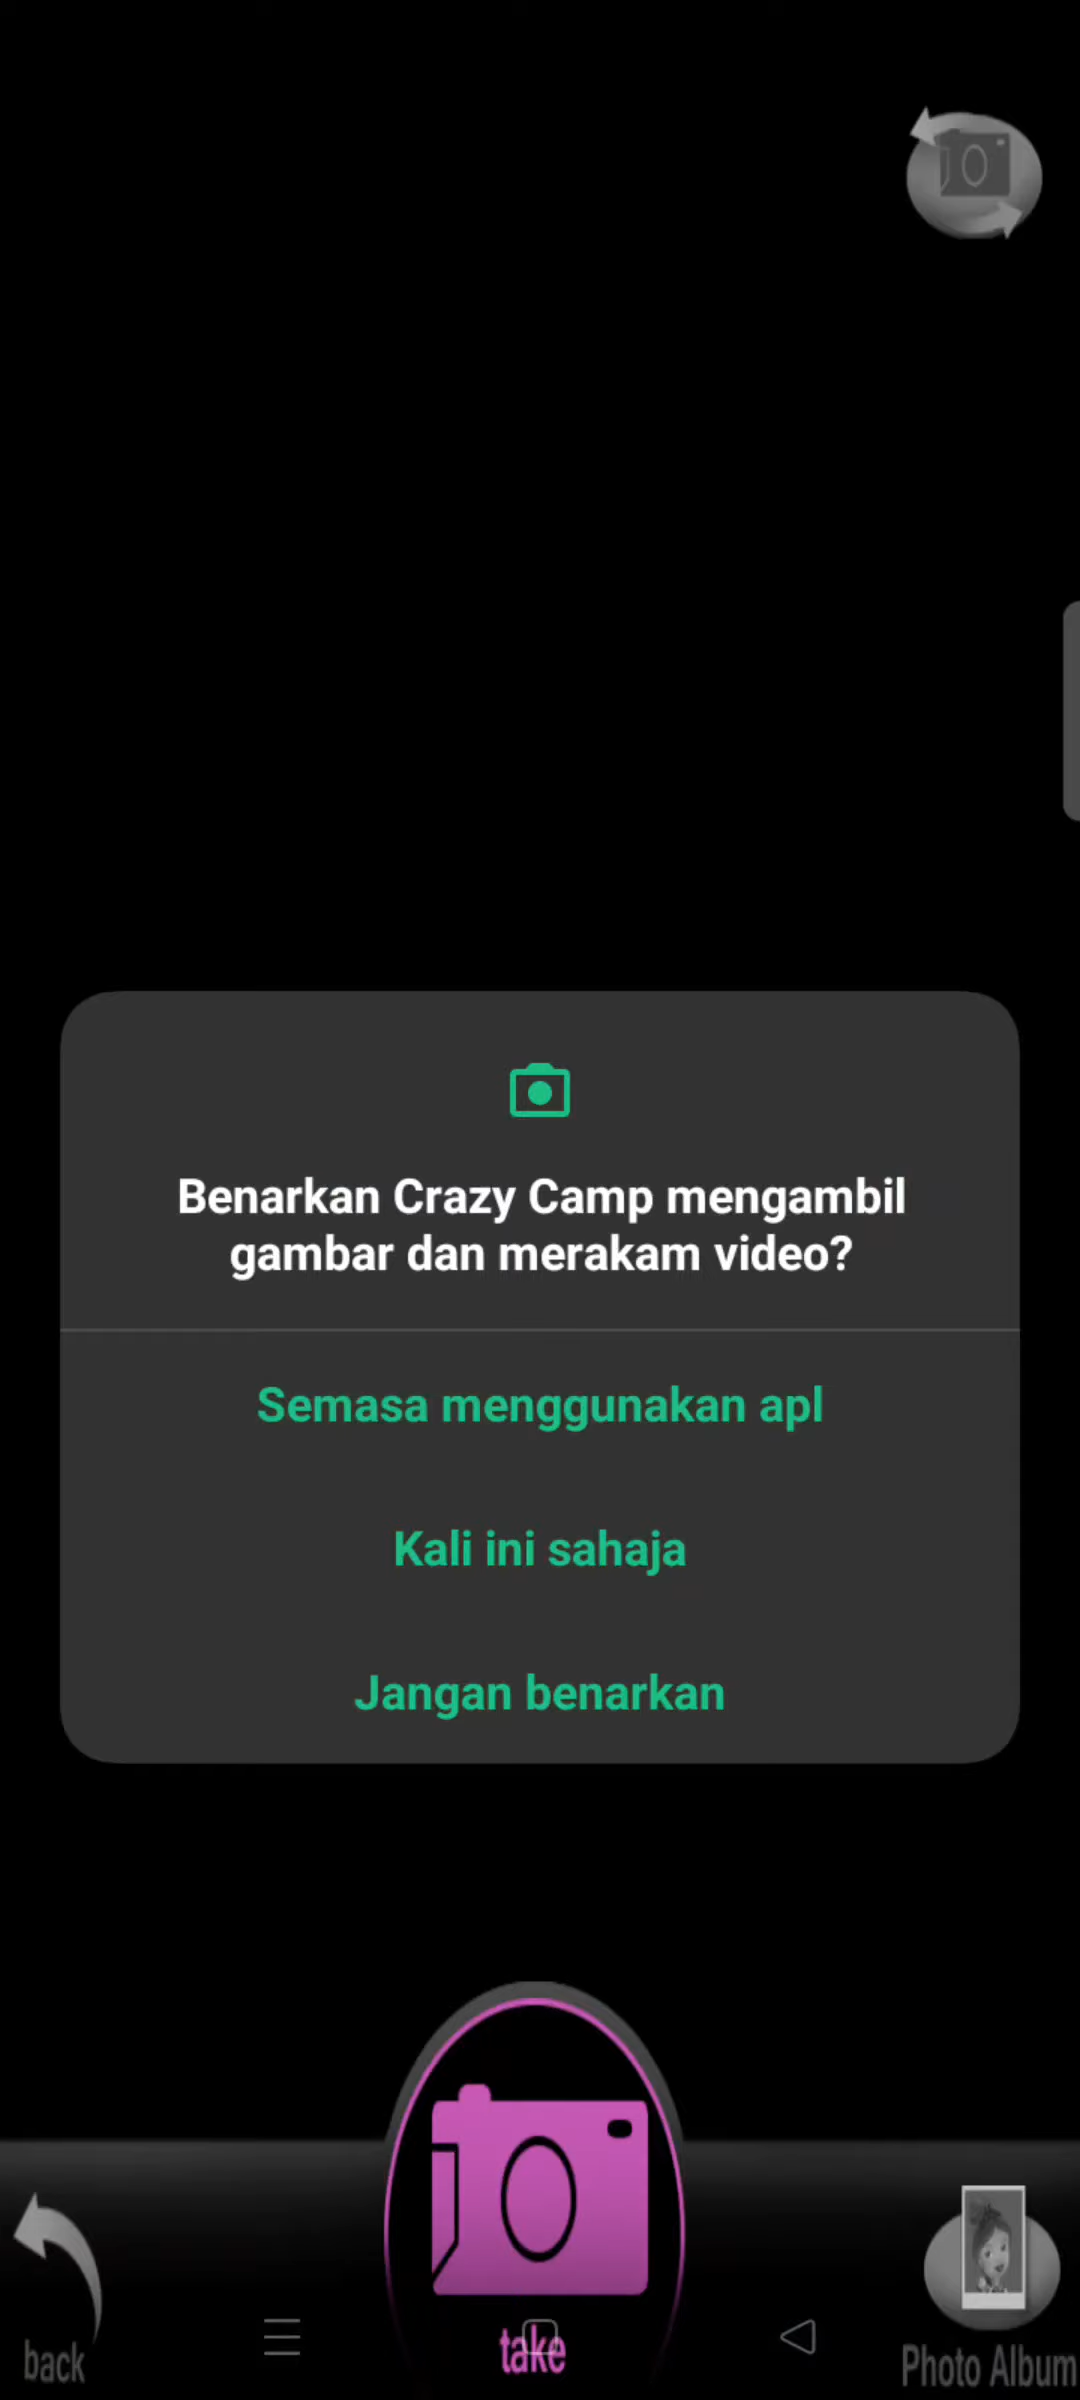 Benarkan Crazy Camp mengambil
gambar dan merakam video?
Semasa menggunakan apl
Kali ini sahaja
Jangan benarkan
back
take
Photo Album